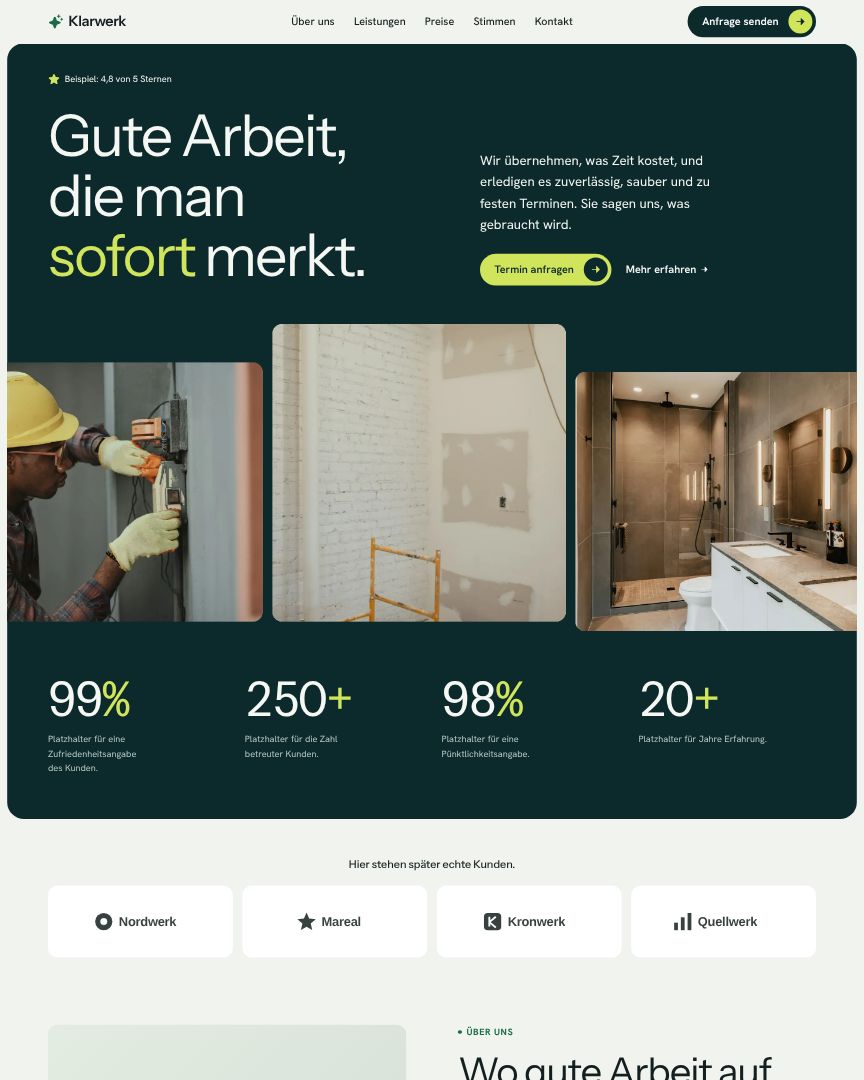 Klarwerk
Über uns
Leistungen
Preise
Stimmen
Kontakt
Anfrage senden
Beispiel: 4,8 von 5 Sternen
Gute Arbeit,
die man
sofort merkt.
Wir übernehmen, was Zeit kostet, und
erledigen es zuverlässig, sauber und zu
festen Terminen. Sie sagen uns, was
gebraucht wird.
Termin anfragen
Mehr erfahren
99%
Platzhalter für eine
Zufriedenheitsangabe
des Kunden.
250+
Platzhalter für die Zahl
betreuter Kunden.
98%
Platzhalter für eine
Pünktlichkeitsangabe.
20+
Platzhalter für Jahre Erfahrung.
Hier stehen später echte Kunden.
Nordwerk
Mareal
Kronwerk
Quellwerk
ÜBER UNS
Wo gute Arbeit auf